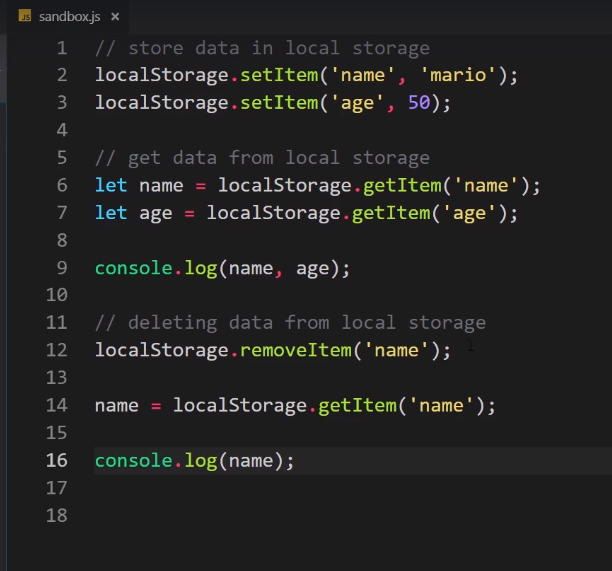 JS sandbox.js ×
1 // store data in local storage
2 localStorage.setItem('name', 'mario');
3 localStorage.setItem('age', 50);
4
5 // get data from local storage
6 let name = localStorage.getItem('name');
7 let age = localStorage.getItem('age');
8
9 console.log(name, age);
10
11 // deleting data from local storage
12 localStorage.removeItem('name');
13
14 name = localStorage.getItem('name');
15
16 console.log(name);
17
18